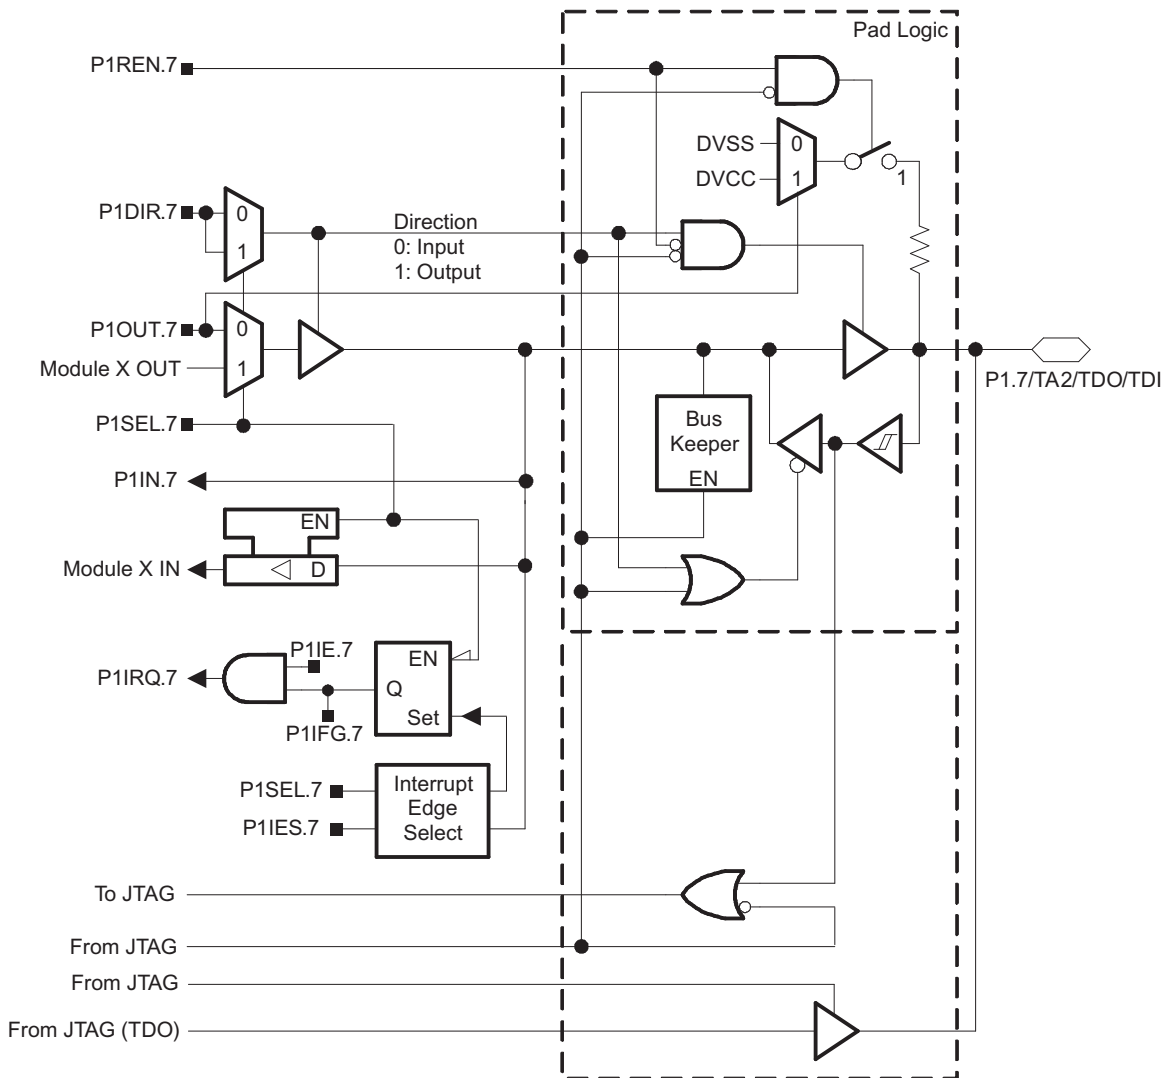 Pad Logic
P1REN.7
DVSS
0
DVCC
1
1
P1DIR.7
0
1
Direction
0: Input
1: Output
P1OUT.7
0
Module X OUT
1
P1.7/TA2/TDO/TDI
P1SEL.7
Bus
Keeper
EN
P1IN.7
EN
Module X IN
D
P1IE.7
EN
P1IRQ.7
Q
Set
P1IFG.7
P1SEL.7
Interrupt
Edge
Select
P1IES.7
To JTAG
From JTAG
From JTAG
From JTAG (TDO)